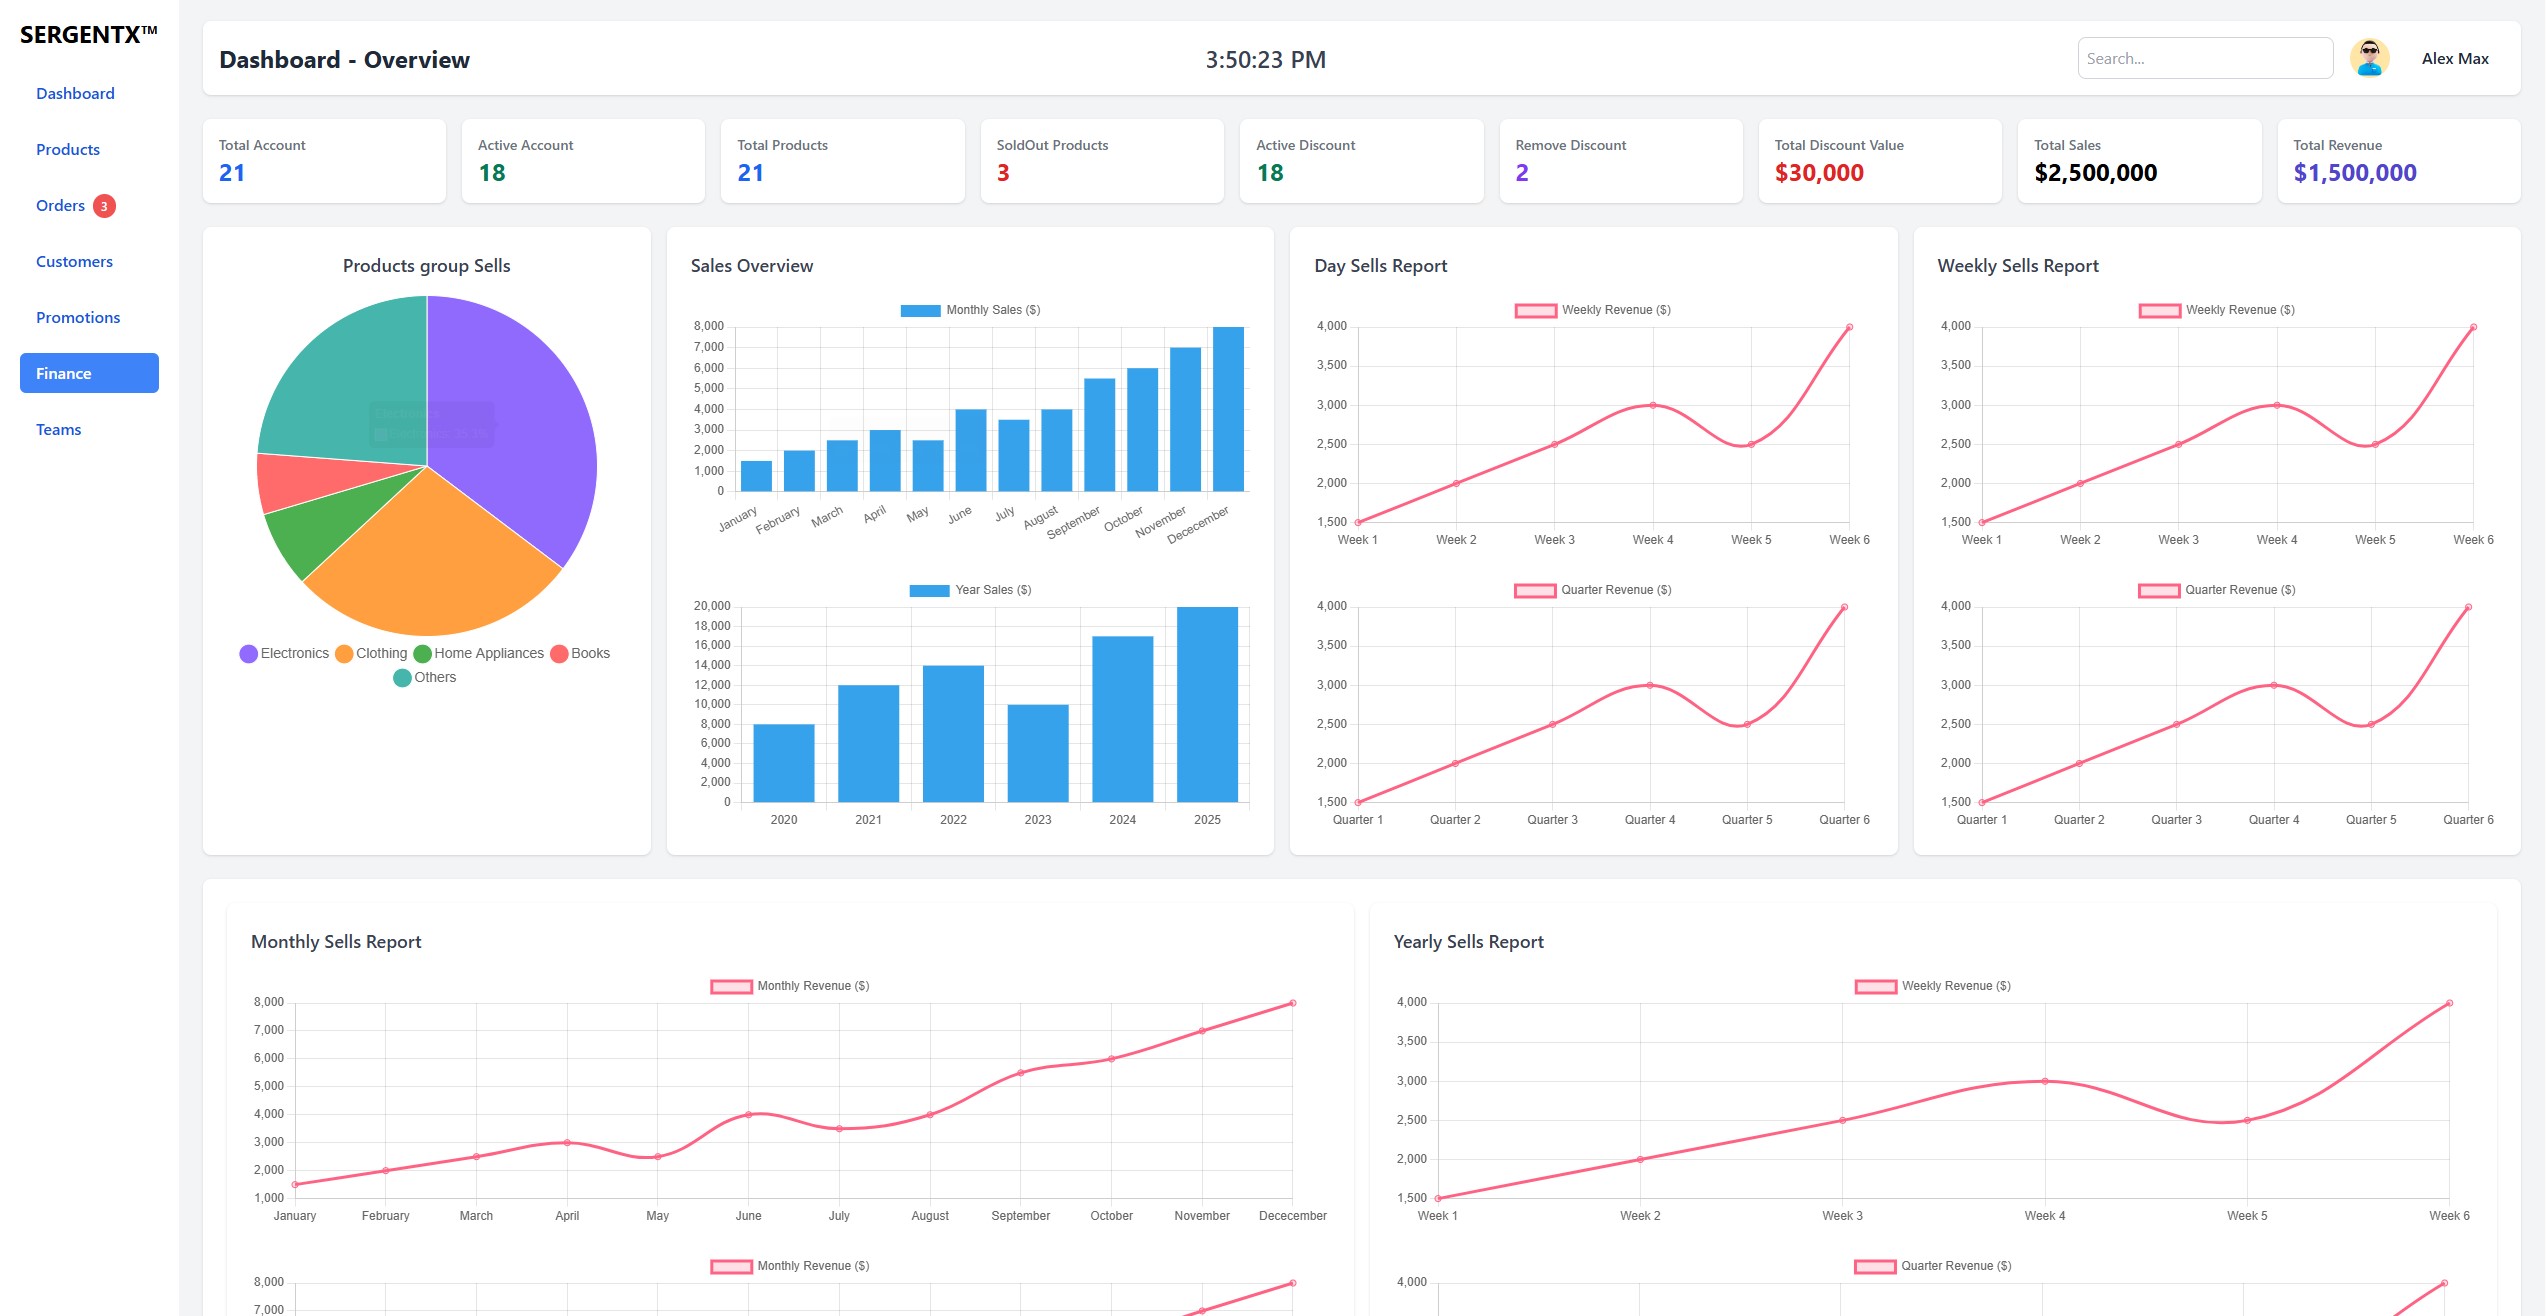 SERGENTX™
Dashboard
Products
Orders 3
Customers
Promotions
Finance
Teams
Dashboard - Overview
3:50:23 PM
Search...
Alex Max
Total Account
21
Active Account
18
Total Products
21
SoldOut Products
3
Active Discount
18
Remove Discount
2
Total Discount Value
$30,000
Total Sales
$2,500,000
Total Revenue
$1,500,000
Products group Sells
Electronics Clothing Home Appliances Books
Others
Sales Overview
Monthly Sales ($)
8,000
7,000
6,000
5,000
4,000
3,000
2,000
1,000
0
January February March April May June July August September October November Dececember
Year Sales ($)
20,000
18,000
16,000
14,000
12,000
10,000
8,000
6,000
4,000
2,000
0
2020 2021 2022 2023 2024 2025
Day Sells Report
Weekly Revenue ($)
4,000
3,500
3,000
2,500
2,000
1,500
Week 1 Week 2 Week 3 Week 4 Week 5 Week 6
Quarter Revenue ($)
4,000
3,500
3,000
2,500
2,000
1,500
Quarter 1 Quarter 2 Quarter 3 Quarter 4 Quarter 5 Quarter 6
Weekly Sells Report
Weekly Revenue ($)
4,000
3,500
3,000
2,500
2,000
1,500
Week 1 Week 2 Week 3 Week 4 Week 5 Week 6
Quarter Revenue ($)
4,000
3,500
3,000
2,500
2,000
1,500
Quarter 1 Quarter 2 Quarter 3 Quarter 4 Quarter 5 Quarter 6
Monthly Sells Report
Monthly Revenue ($)
8,000
7,000
6,000
5,000
4,000
3,000
2,000
1,000
January February March April May June July August September October November Dececember
Monthly Revenue ($)
8,000
7,000
Yearly Sells Report
Weekly Revenue ($)
4,000
3,500
3,000
2,500
2,000
1,500
Week 1 Week 2 Week 3 Week 4 Week 5 Week 6
Quarter Revenue ($)
4,000